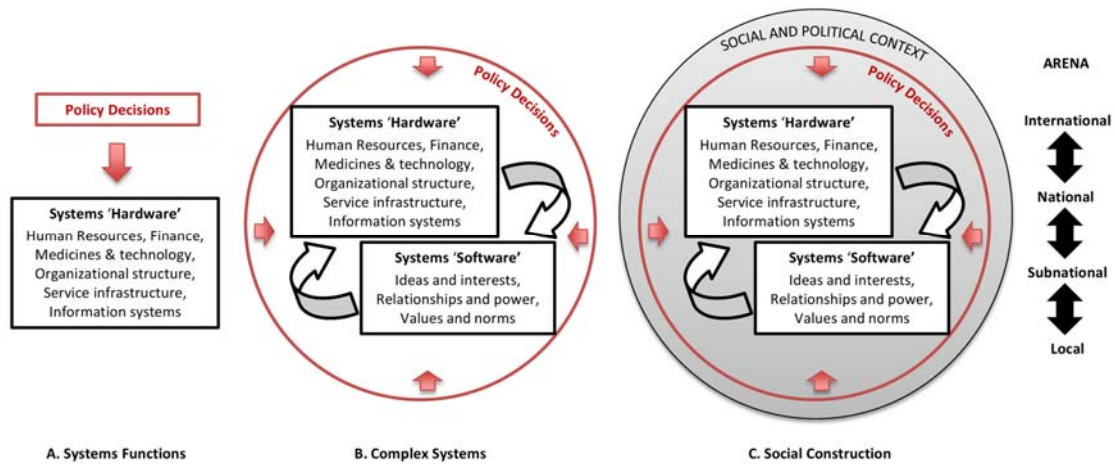 Policy Decisions
Systems ‘Hardware’
Human Resources, Finance,
Medicines & technology,
Organizational structure,
Service infrastructure,
Information systems
A. Systems Functions
Policy Decisions
Systems ‘Hardware’
Human Resources, Finance,
Medicines & technology,
Organizational structure,
Service infrastructure,
Information systems
Systems ‘Software’
Ideas and interests,
Relationships and power,
Values and norms
B. Complex Systems
SOCIAL AND POLITICAL CONTEXT
Policy Decisions
Systems ‘Hardware’
Human Resources, Finance,
Medicines & technology,
Organizational structure,
Service infrastructure,
Information systems
Systems ‘Software’
Ideas and interests,
Relationships and power,
Values and norms
C. Social Construction
ARENA
International
National
Subnational
Local